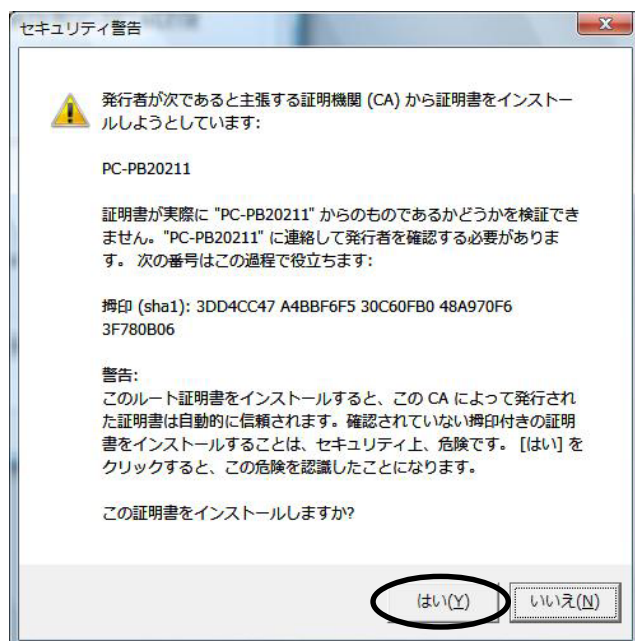 セキュリティ警告
発行者が次であると主張する証明機関 (CA) から証明書をインストー
ルしようとしています:
PC-PB20211
証明書が実際に "PC-PB20211" からのものであるかどうかを検証でき
ません。"PC-PB20211" に連絡して発行者を確認する必要がありま
す。 次の番号はこの過程で役立ちます:
拇印 (sha1): 3DD4CC47 A4BBF6F5 30C60FB0 48A970F6
3F780B06
警告:
このルート証明書をインストールすると、この CA によって発行され
た証明書は自動的に信頼されます。確認されていない拇印付きの証明
書をインストールすることは、セキュリティ上、危険です。 [はい] を
クリックすると、この危険を認識したことになります。
この証明書をインストールしますか?
はい(Y) いいえ(N)